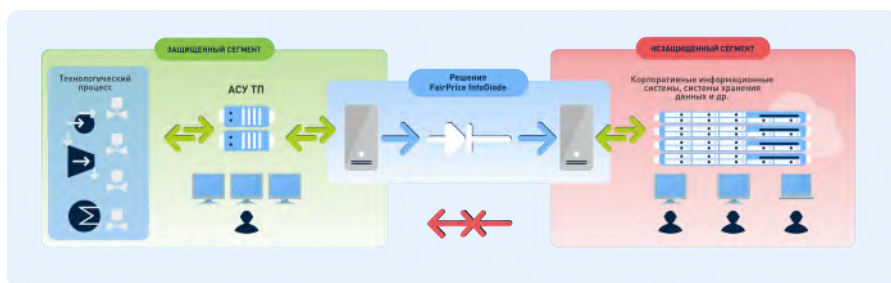 ЗАЩИЩЕННЫЙ СЕГМЕНТ
НЕЗАЩИЩЕННЫЙ СЕГМЕНТ
Технологический
процесс
АСУ ТП
Решение
FairPrice InfoDiode
Корпоративные информационные
системы, системы хранения
данных и др.